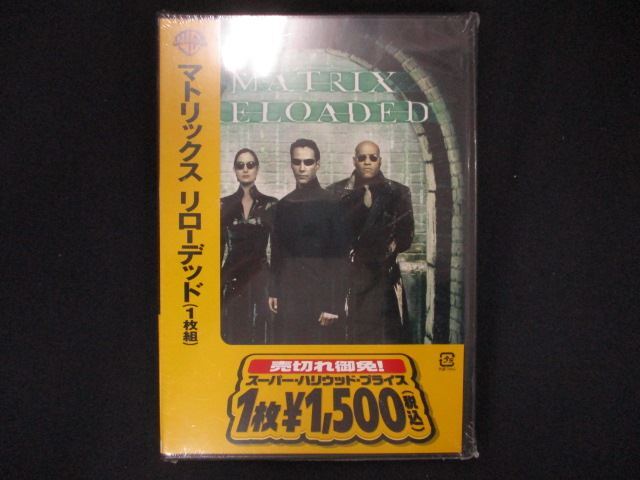 マトリックス リローデッド(1枚組)
MATRIX
ELOADED
売切れ御免!
スーパー・ハリウッド・プライス
1枚¥1,500(税込)